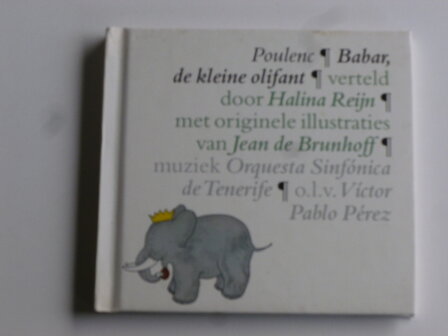 Poulenc ¶ Babar,
de kleine olifant ¶ verteld
door Halina Reijn ¶
met originele illustraties
van Jean de Brunhoff ¶
muziek Orquesta Sinfónica
de Tenerife ¶ o.l.v. Víctor
Pablo Pérez